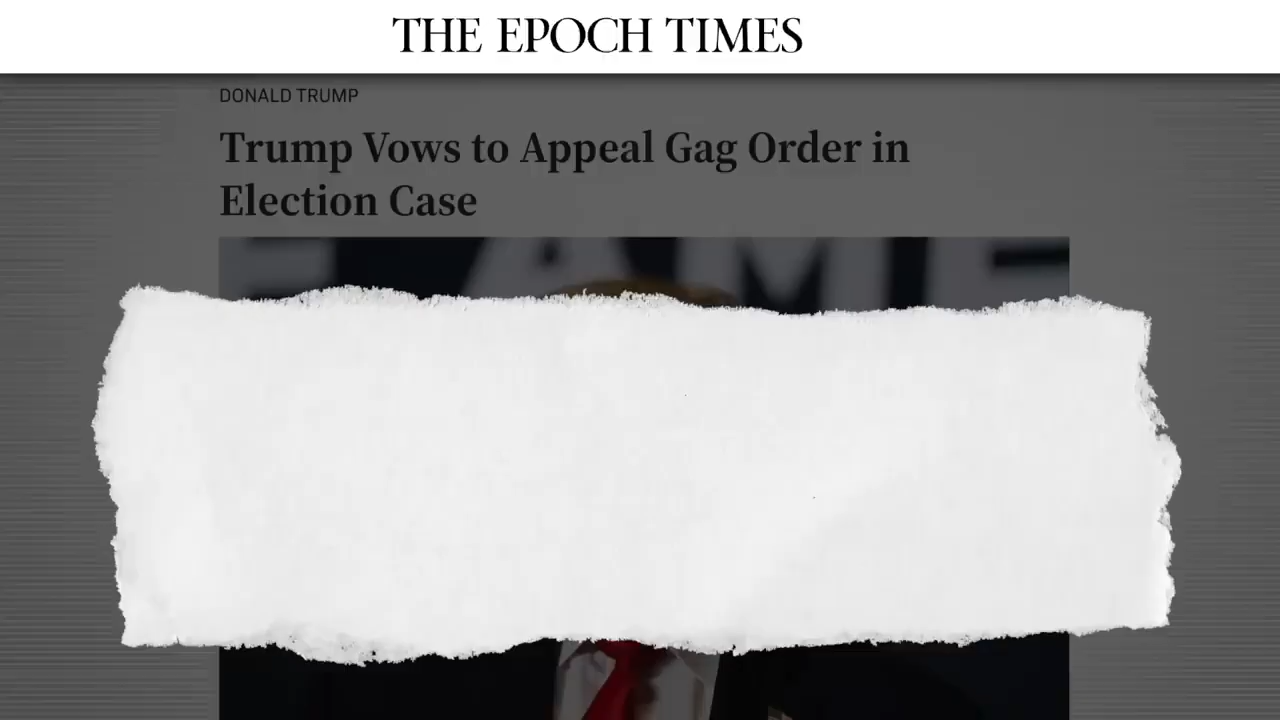 THE EPOCH TIMES
DONALD TRUMP
Trump Vows to Appeal Gag Order in
Election Case